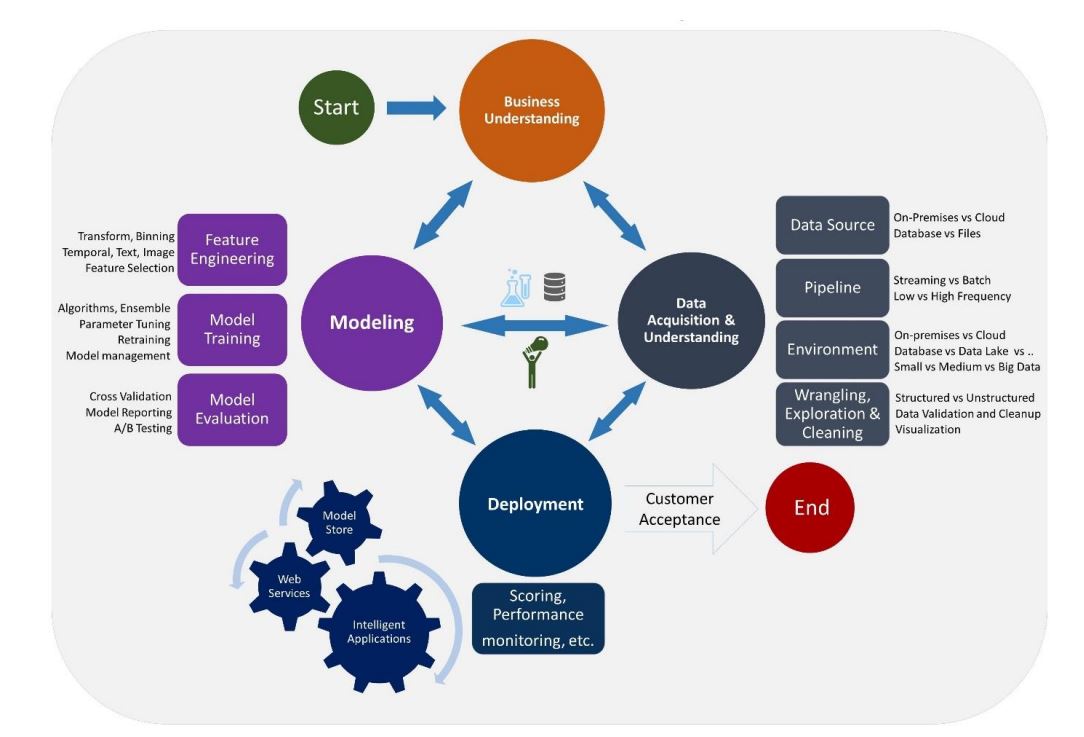 Start
Business
Understanding
Transform, Binning
Temporal, Text, Image
Feature Selection
Feature
Engineering
Algorithms, Ensemble
Parameter Tuning
Retraining
Model management
Model
Training
Cross Validation
Model Reporting
A/B Testing
Model
Evaluation
Modeling
Data
Acquisition &
Understanding
Data Source
On-Premises vs Cloud
Database vs Files
Pipeline
Streaming vs Batch
Low vs High Frequency
Environment
On-premises vs Cloud
Database vs Data Lake vs ..
Small vs Medium vs Big Data
Wrangling,
Exploration &
Cleaning
Structured vs Unstructured
Data Validation and Cleanup
Visualization
Deployment
Customer
Acceptance
End
Model
Store
Web
Services
Intelligent
Applications
Scoring,
Performance
monitoring, etc.